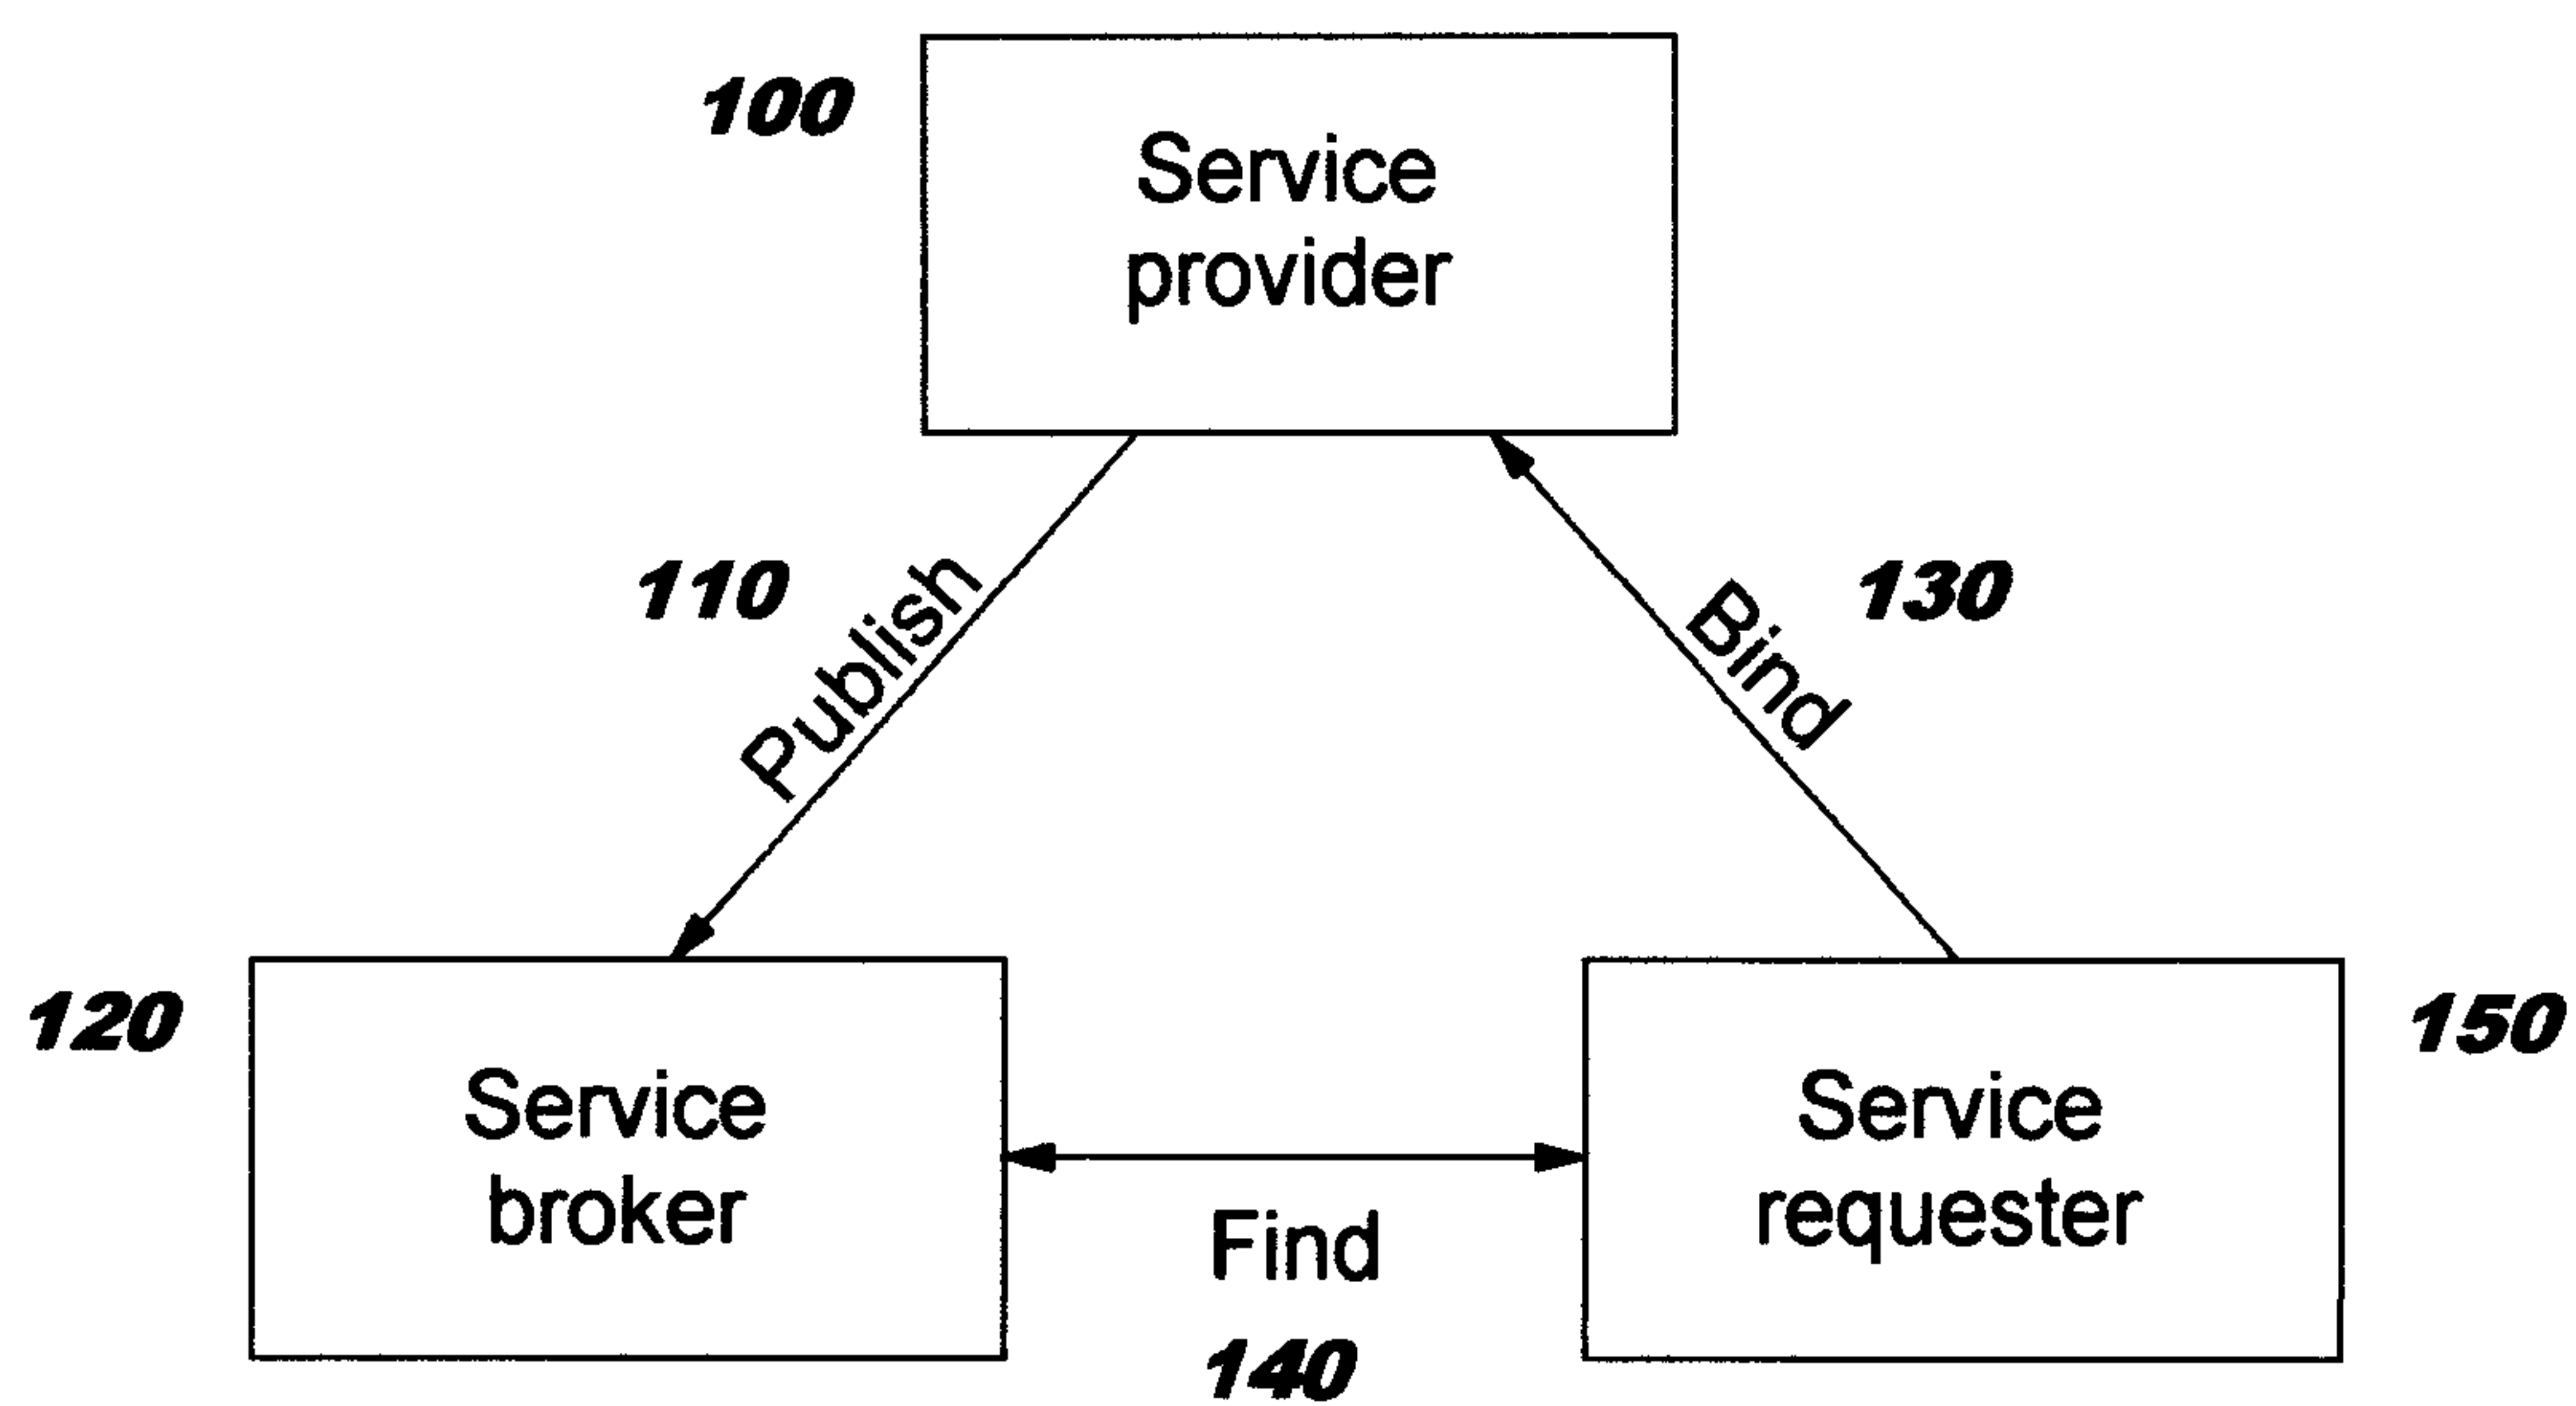 100
Service
provider
110
Publish
Bind
130
120
Service
broker
Find
140
Service
requester
150